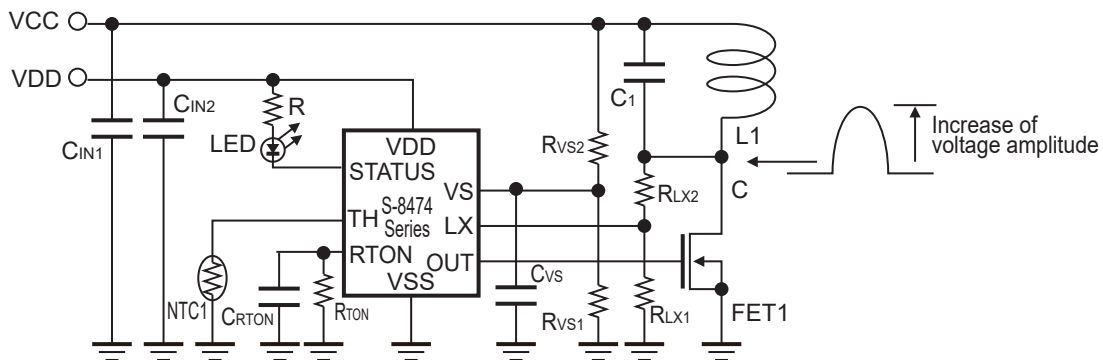 VCC
VDD
CIN1
CIN2
R
LED
VDD
STATUS
TH
S-8474
Series
RTON
VSS
VS
LX
OUT
NTC1
CRTON
RTON
CVS
RVS2
RVS1
C1
RLX2
RLX1
L1
C
FET1
Increase of
voltage amplitude